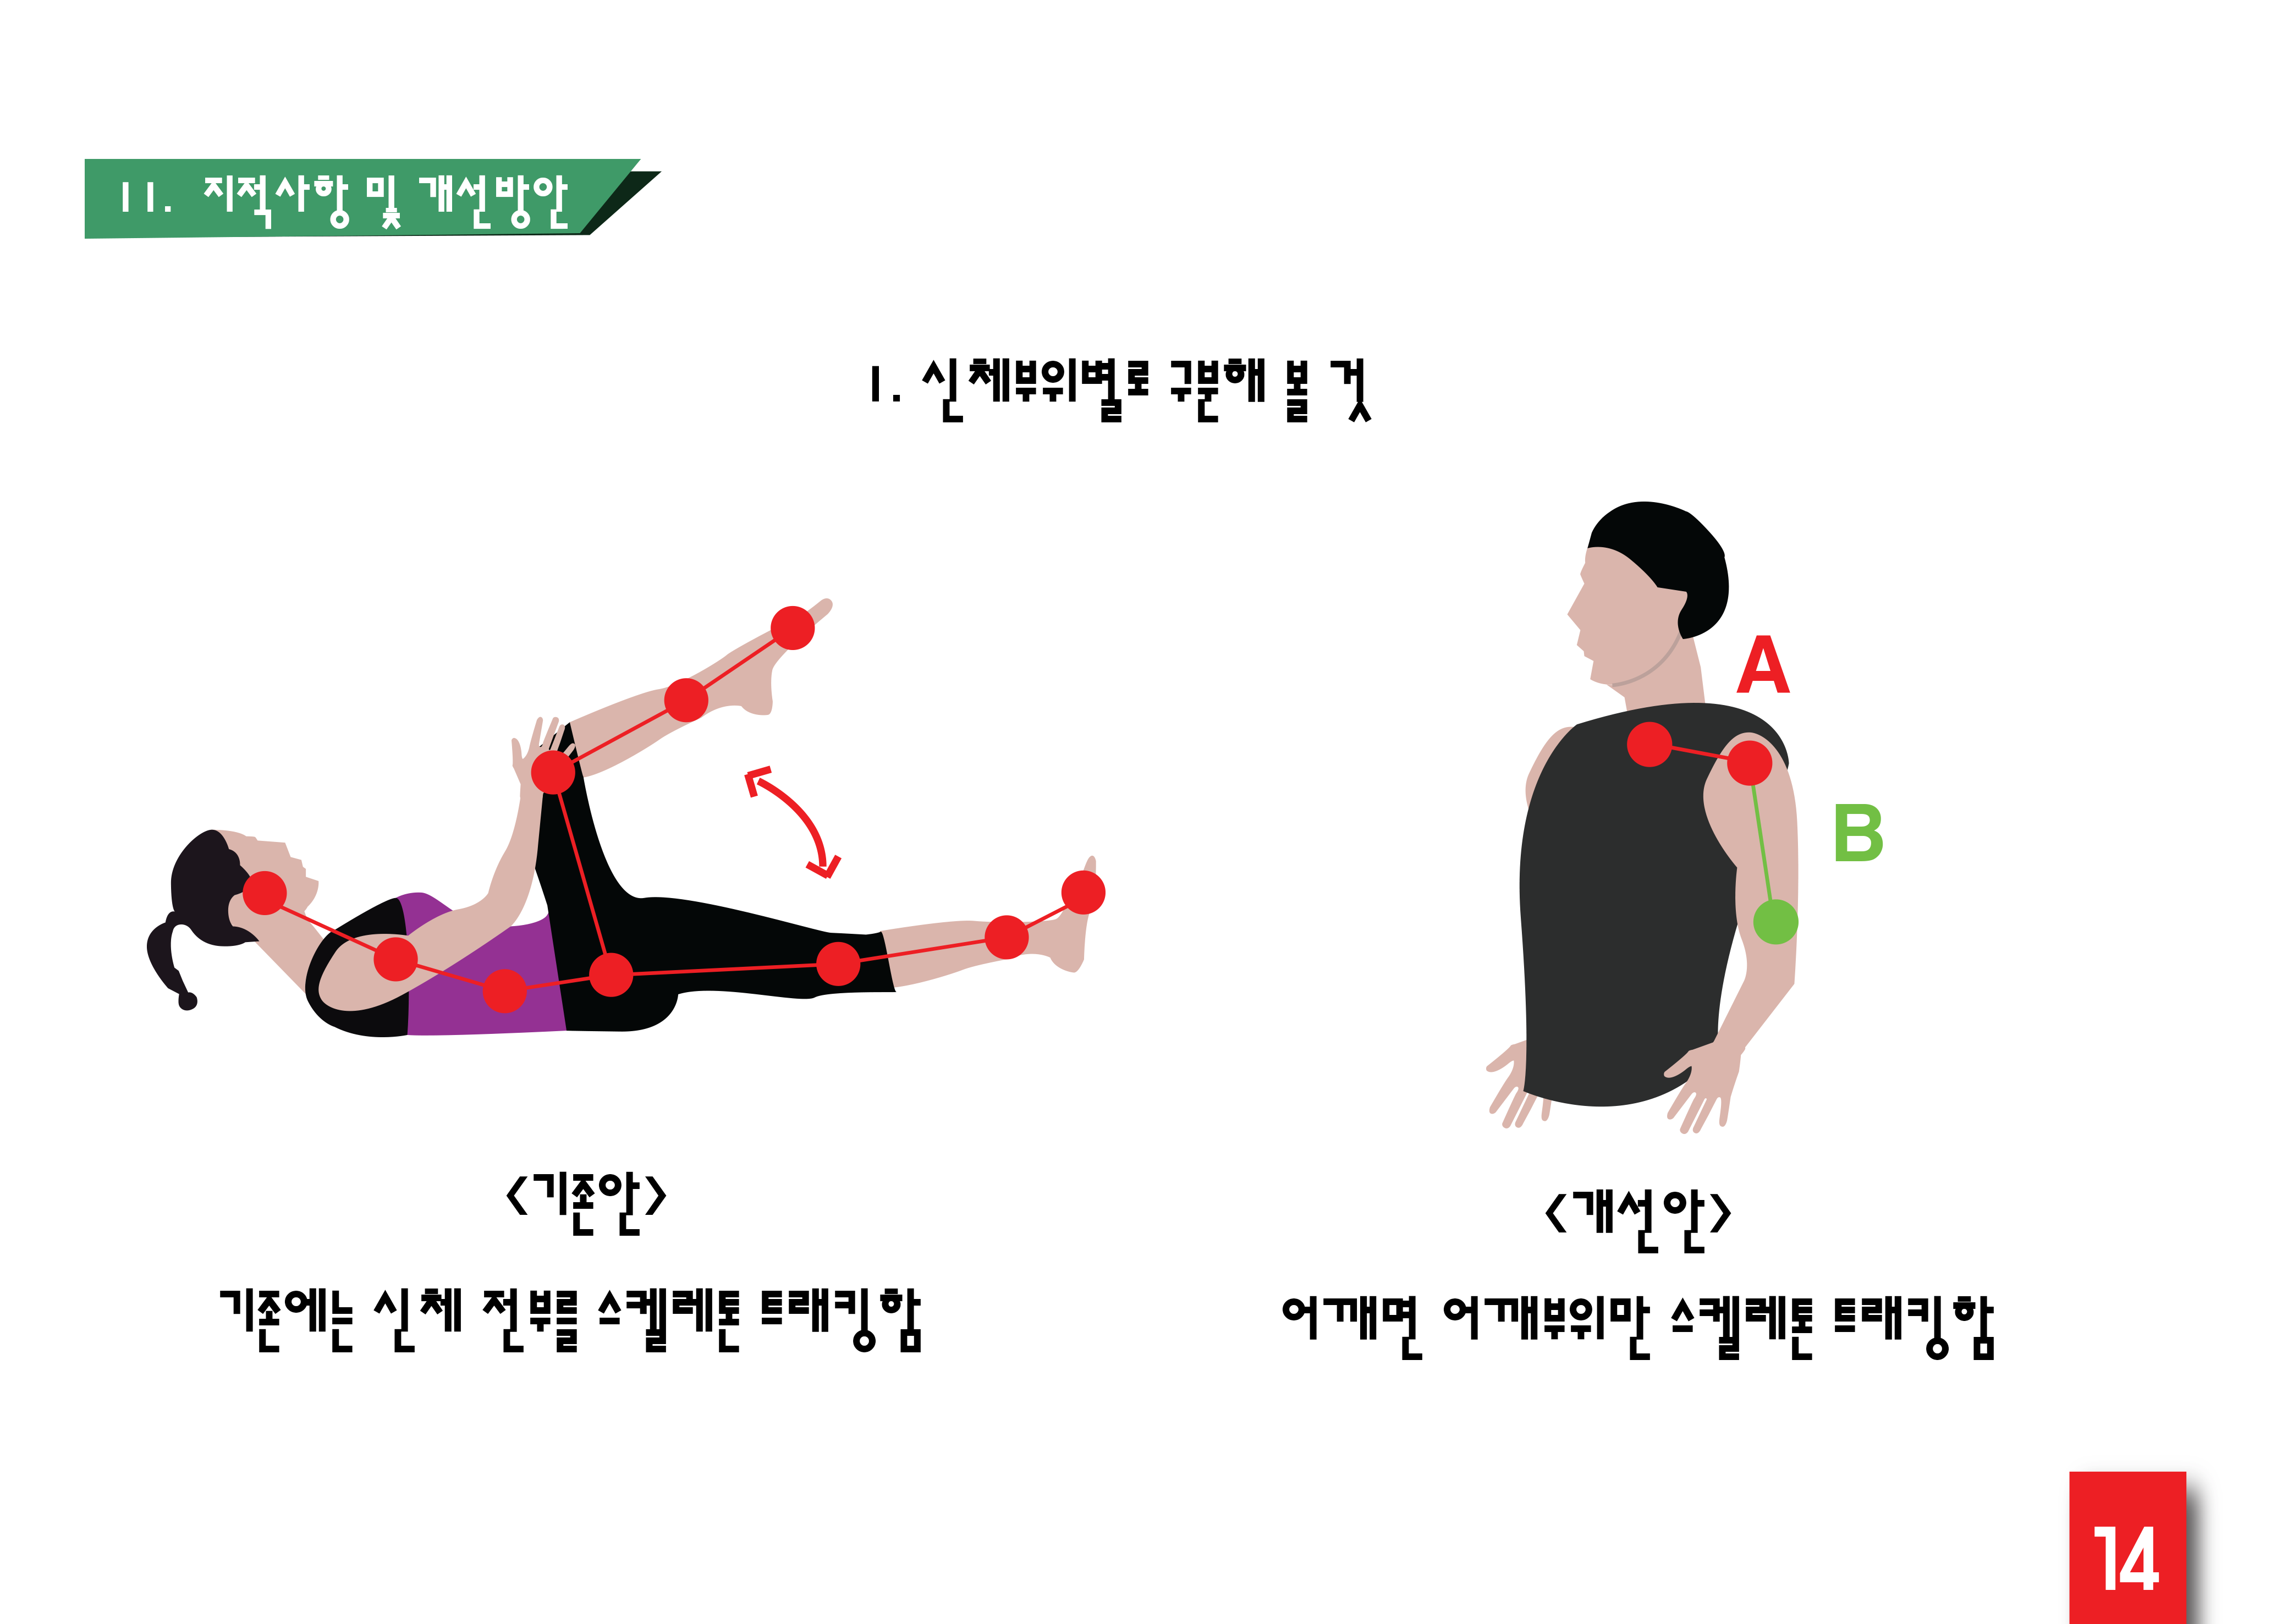 11. 지적사항 및 개선방안
1. 신체부위별로 구분해 볼 것
A
B
<기존안>
<개선안>
기존에는 신체 전부를 스켈레톤 트래킹함
어깨면 어깨부위만 스켈레톤 트래킹함
14